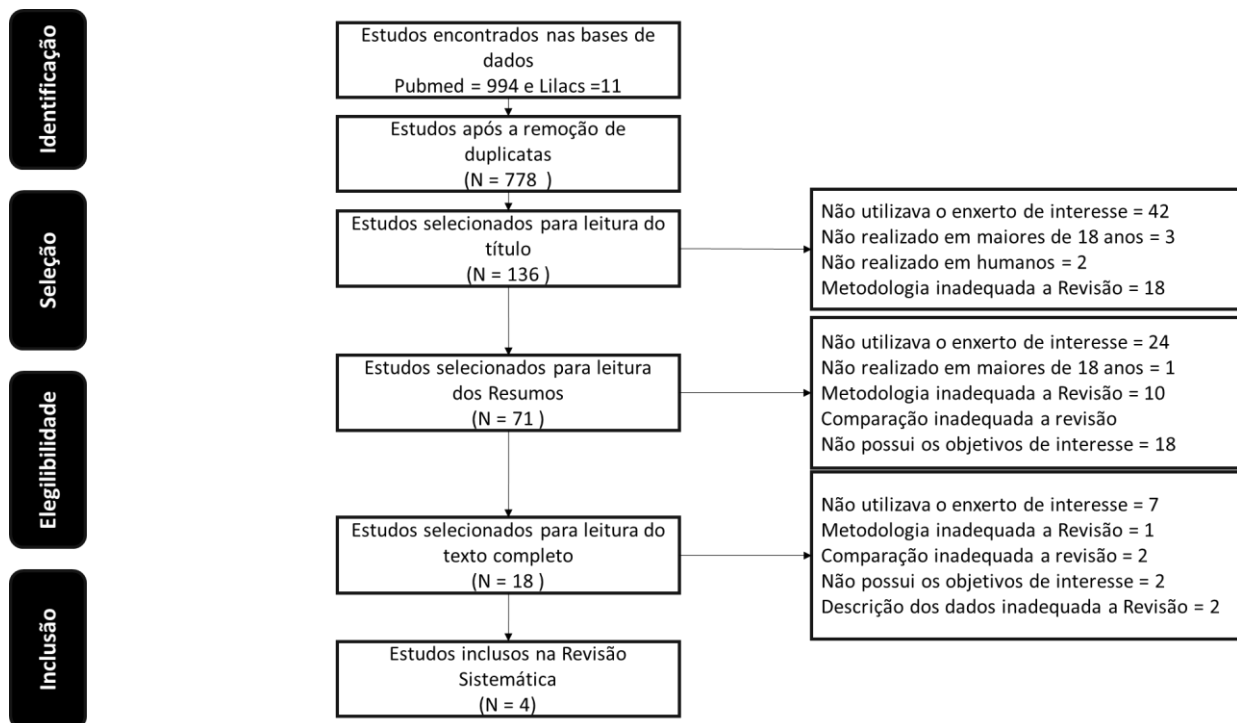 Identificação
Estudos encontrados nas bases de
dados
Pubmed = 994 e Lilacs =11
Estudos após a remoção de
duplicatas
(N = 778 )
Seleção
Estudos selecionados para leitura do
título
(N = 136 )
Não utilizava o enxerto de interesse = 42
Não realizado em maiores de 18 anos = 3
Não realizado em humanos = 2
Metodologia inadequada a Revisão = 18
Elegilibilidade
Estudos selecionados para leitura
dos Resumos
(N = 71 )
Não utilizava o enxerto de interesse = 24
Não realizado em maiores de 18 anos = 1
Metodologia inadequada a Revisão = 10
Comparação inadequada a revisão
Não possui os objetivos de interesse = 18
Estudos selecionados para leitura do
texto completo
(N = 18 )
Não utilizava o enxerto de interesse = 7
Metodologia inadequada a Revisão = 1
Comparação inadequada a revisão = 2
Não possui os objetivos de interesse = 2
Descrição dos dados inadequada a Revisão = 2
Inclusão
Estudos inclusos na Revisão
Sistemática
(N = 4)